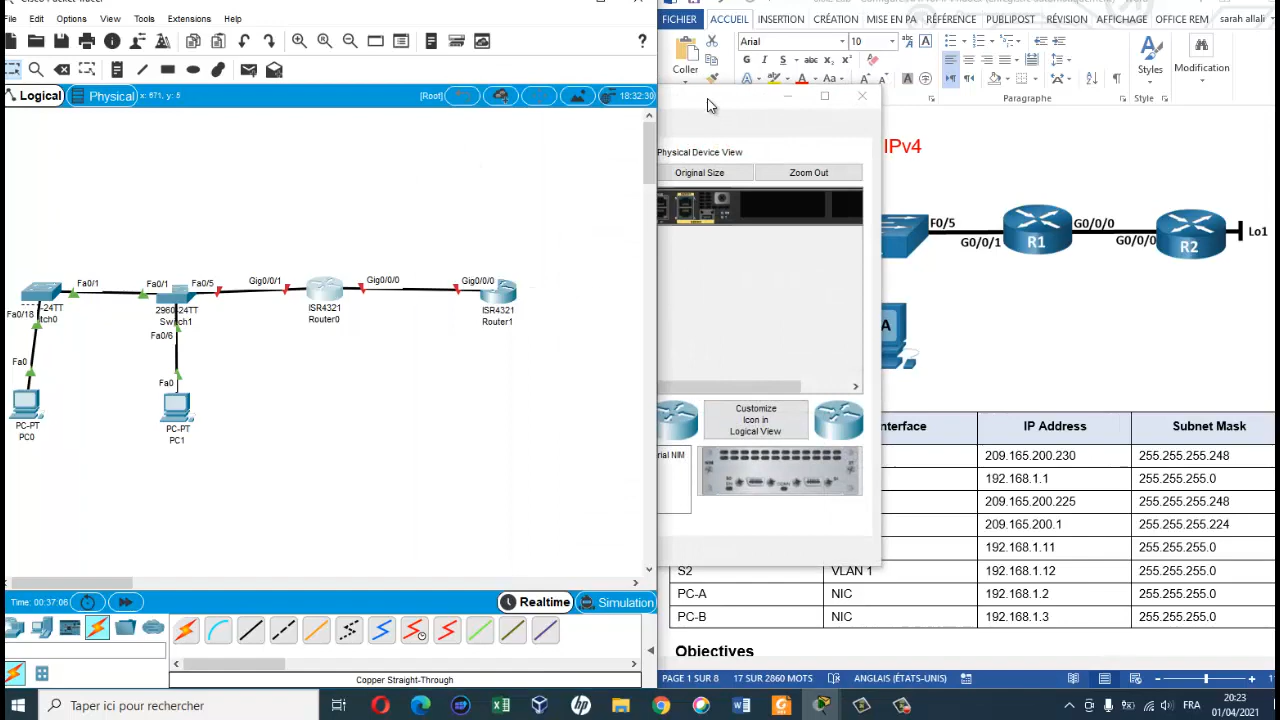 Edit Options View Tools Extensions Help
?
Logical Physical x: 671, y: 5 [Root] 18:32:30
Fa0/1 Fa0/1 Fa0/5 Gig0/0/1 Gig0/0/0 Gig0/0/0
-24TT 2960-24TT ISR4321 ISR4321
Fa0/18 tch0 Router0 Router1
Fa0/6
Fa0 Fa0
PC-PT PC-PT
PC0 PC1
Time: 00:37:06 Realtime Simulation
Copper Straight-Through
Physical Device View
Original Size Zoom Out
Customize
Icon in
Logical View
erial NIM
FICHIER ACCUEIL INSERTION CRÉATION MISE EN PA RÉFÉRENCE PUBLIPOST RÉVISION AFFICHAGE OFFICE REM sarah allali
Coller Arial 10 Styles Modification
Paragraphe Style
IPv4
F0/5 G0/0/1 R1 G0/0/0 G0/0/0 R2 Lo1
A
nterface IP Address Subnet Mask
209.165.200.230 255.255.255.248
192.168.1.1 255.255.255.0
209.165.200.225 255.255.255.248
209.165.200.1 255.255.255.224
192.168.1.11 255.255.255.0
S2 VLAN 1 192.168.1.12 255.255.255.0
PC-A NIC 192.168.1.2 255.255.255.0
PC-B NIC 192.168.1.3 255.255.255.0
Objectives
PAGE 1 SUR 8 17 SUR 2860 MOTS ANGLAIS (ÉTATS-UNIS)
Taper ici pour rechercher FRA 20:23
01/04/2021